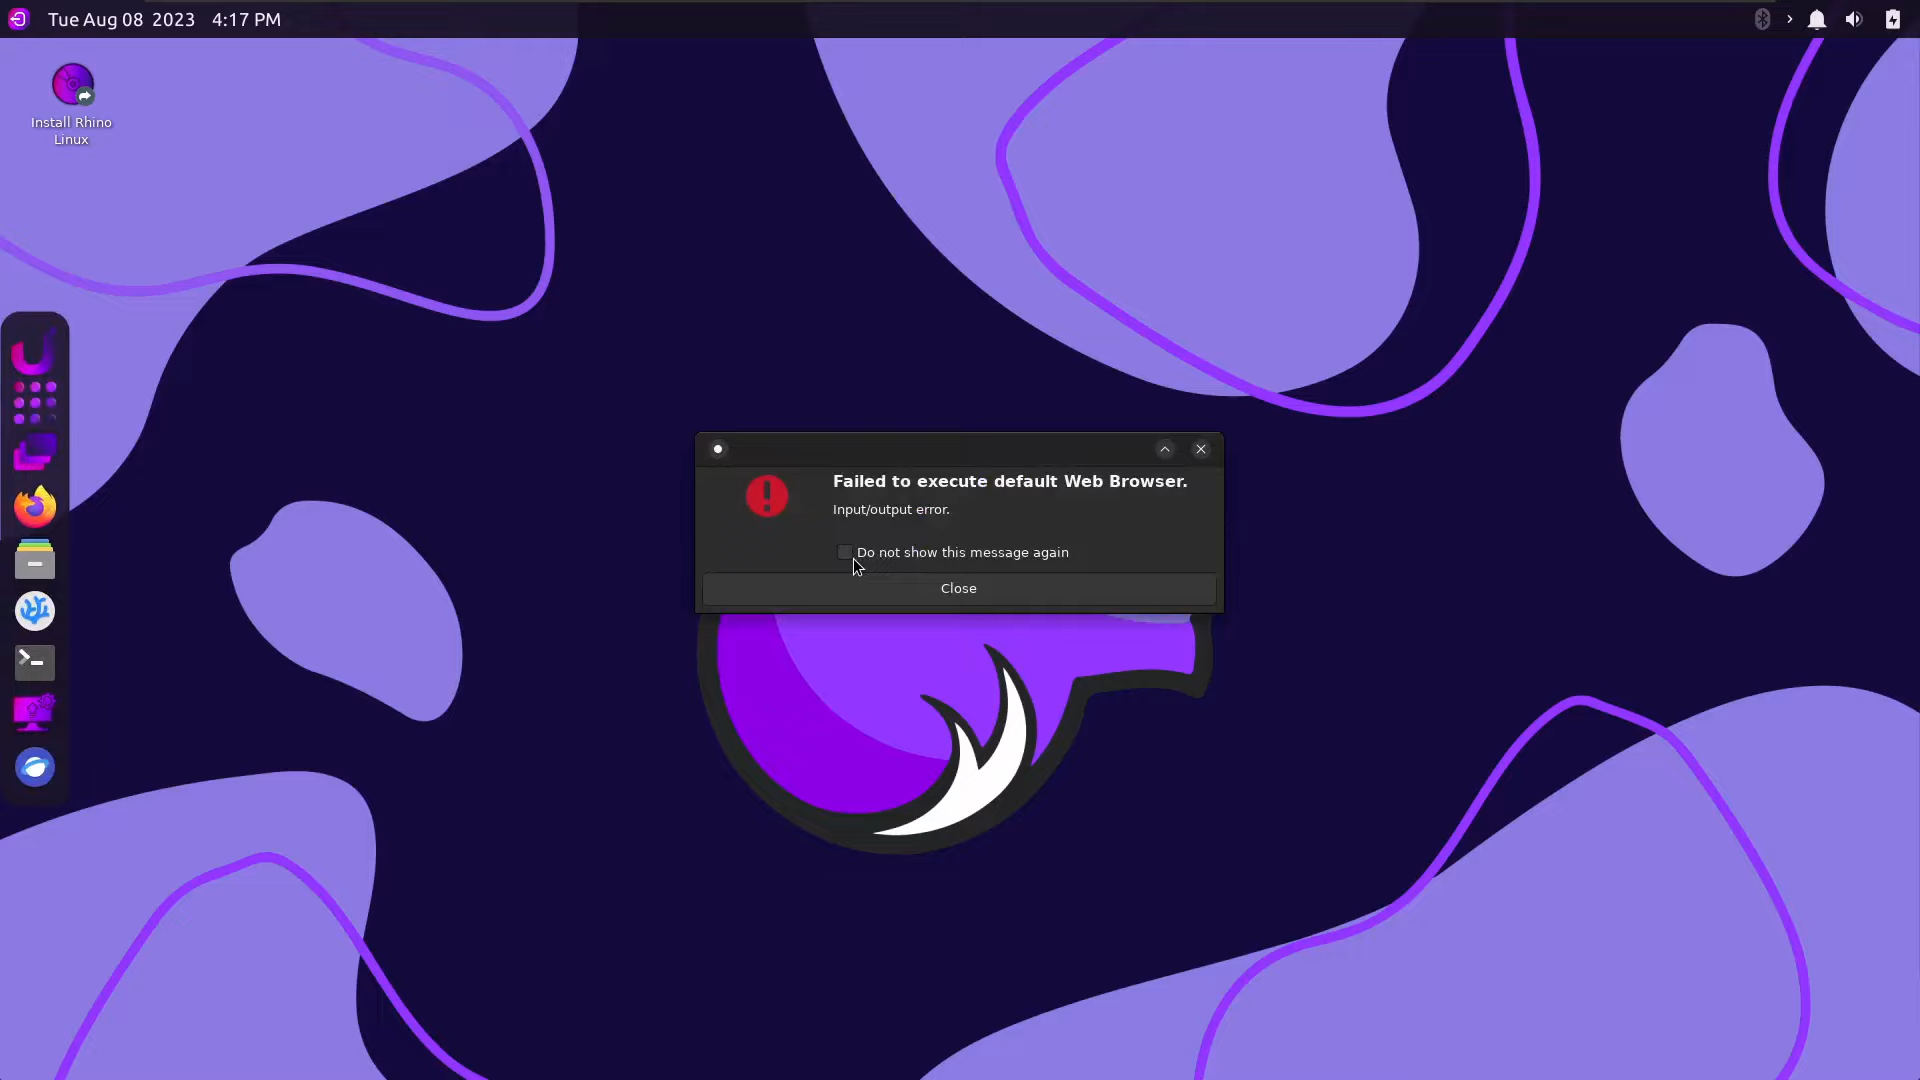 Tue Aug 08  2023   4:17 PM
Install Rhino
Linux
Failed to execute default Web Browser.
Input/output error.
Do not show this message again
Close